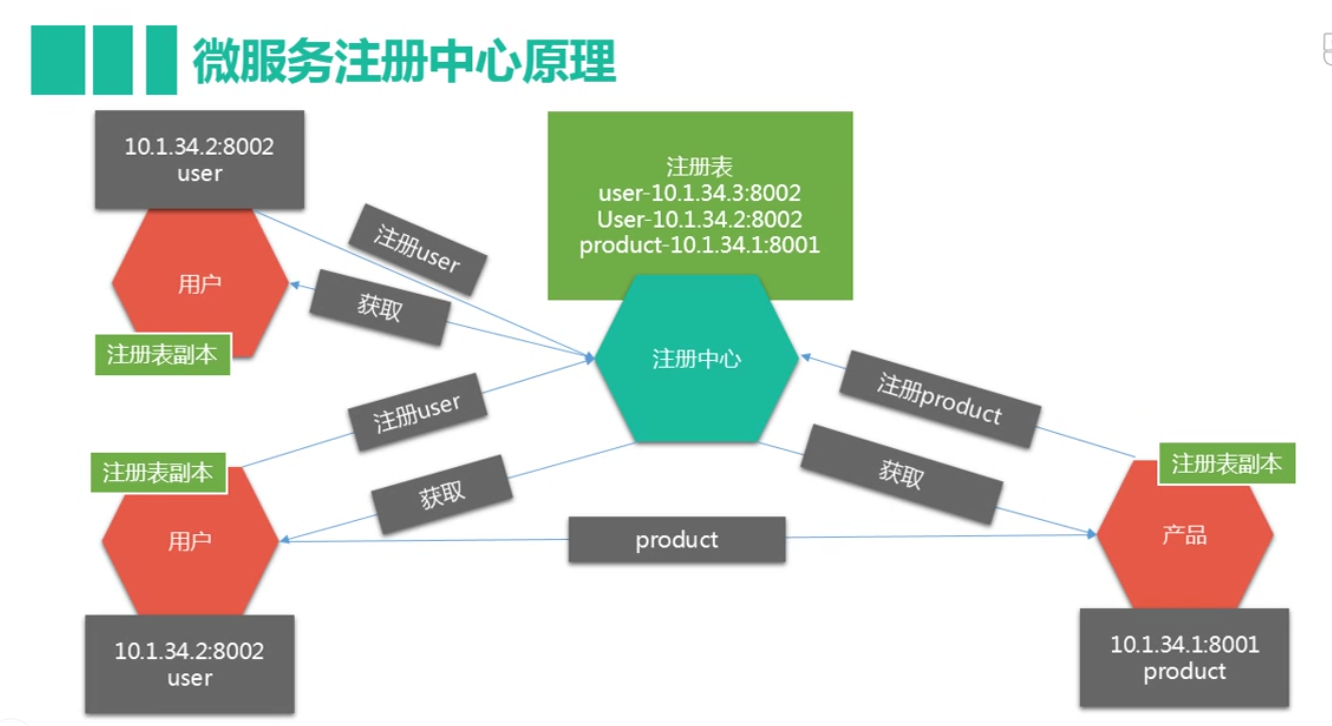 微服务注册中心原理
10.1.34.2:8002
user
用户
注册表副本
注册user
获取
注册表
user-10.1.34.3:8002
User-10.1.34.2:8002
product-10.1.34.1:8001
注册中心
注册user
获取
注册product
获取
注册表副本
用户
10.1.34.2:8002
user
product
注册表副本
产品
10.1.34.1:8001
product